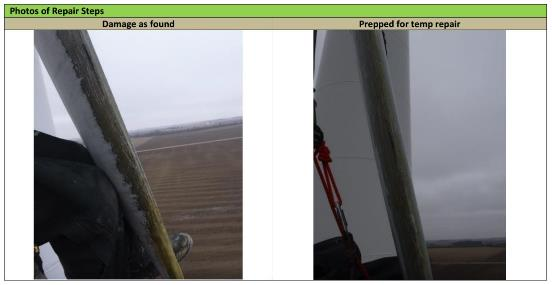 Photos of Repair Steps
Damage as found
Prepped for temp repair